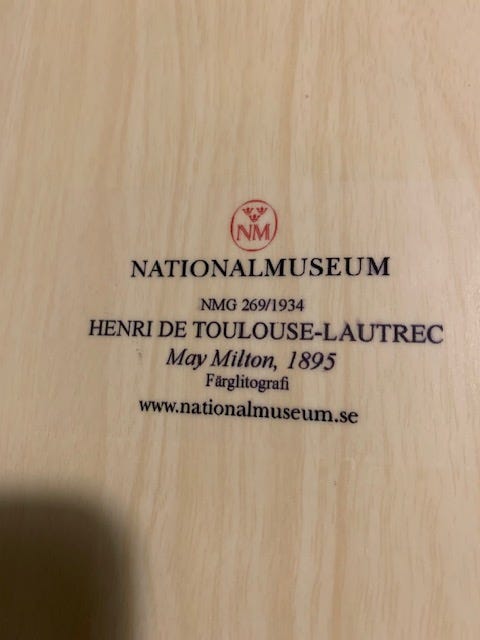 NM
NATIONALMUSEUM
NMG 269/1934
HENRI DE TOULOUSE-LAUTREC
May Milton, 1895
Färglitografi
www.nationalmuseum.se